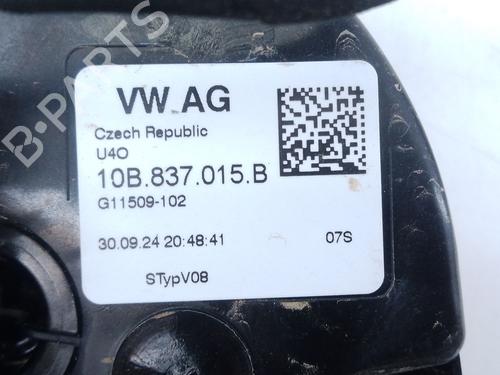 B-PARTS
VW AG
Czech Republic
U4O
10B.837.015.B
G11509-102
30.09.24 20:48:41 07S
STypV08